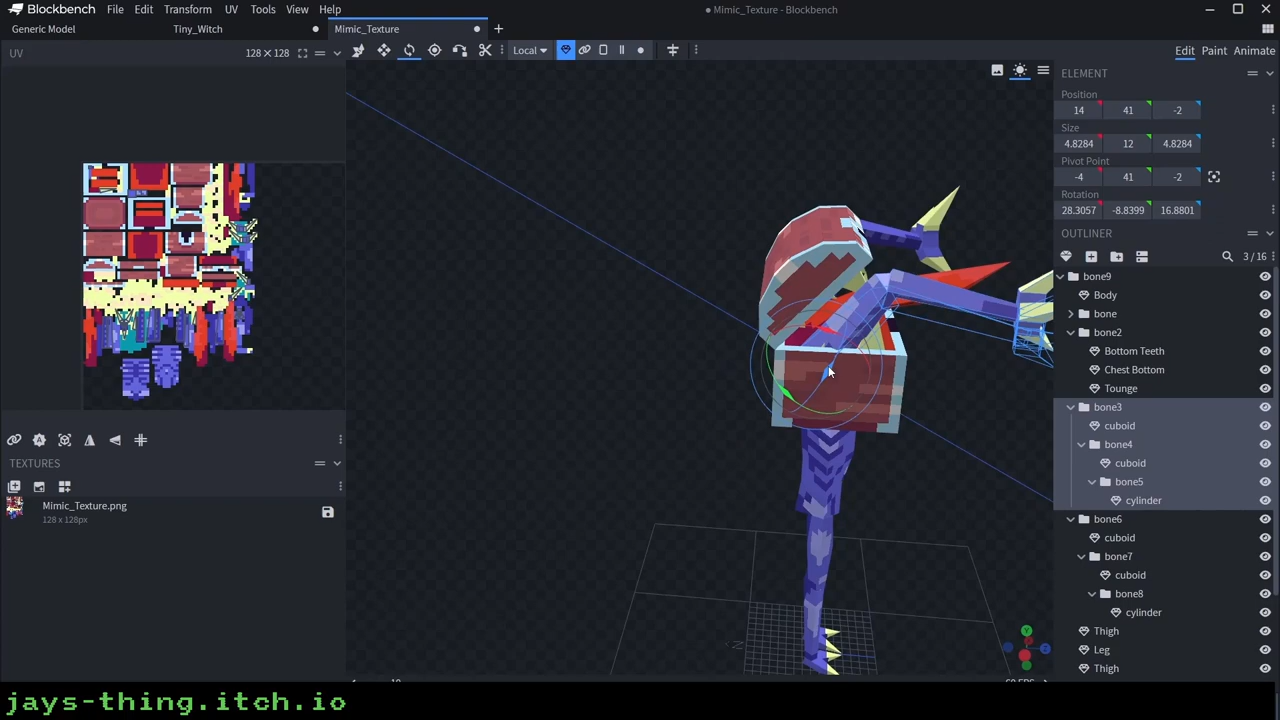 Blockbench File Edit Transform UV Tools View Help
● Mimic_Texture - Blockbench
Generic Model
Tiny_Witch
Mimic_Texture
UV
128 × 128
Local
Edit Paint Animate
ELEMENT
Position
14 41 -2
Size
4.8284 12 4.8284
Pivot Point
-4 41 -2
Rotation
28.3057 -8.8399 16.8801
OUTLINER
3 / 16
bone9
Body
bone
bone2
Bottom Teeth
Chest Bottom
Tounge
bone3
cuboid
bone4
cuboid
bone5
cylinder
bone6
cuboid
bone7
cuboid
bone8
cylinder
Thigh
Leg
Thigh
TEXTURES
Mimic_Texture.png
128 x 128px
jays-thing.itch.io